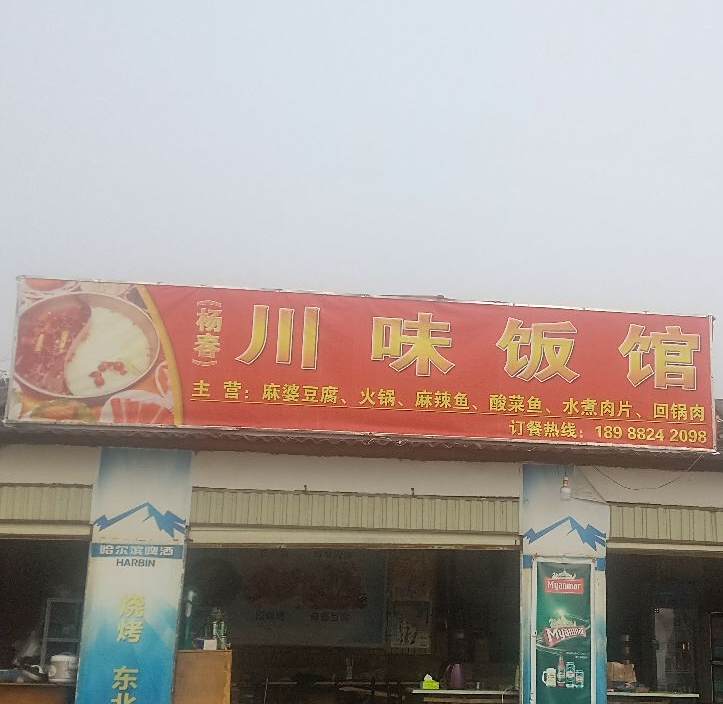 杨春
川味饭馆
主营：麻婆豆腐、火锅、麻辣鱼、酸菜鱼、水煮肉片、回锅肉
订餐热线：189 8824 2098
哈尔滨啤酒
HARBIN
烧烤 东北
Myanmar
Myanmar